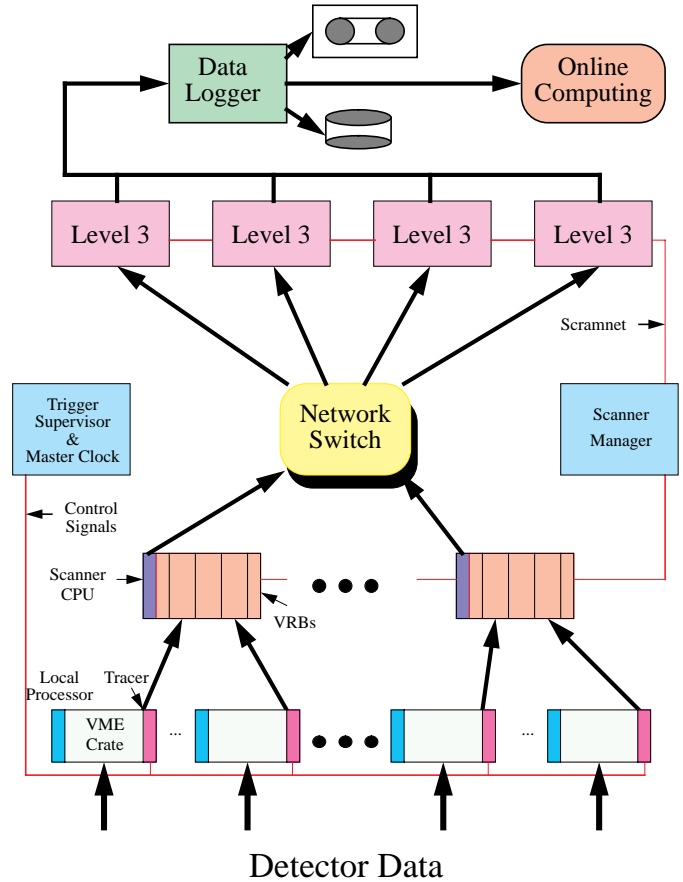 Data
Logger
Online
Computing
Level 3
Level 3
Level 3
Level 3
Scramnet
Trigger
Supervisor
&
Master Clock
Network
Switch
Scanner
Manager
Control
Signals
Scanner
CPU
VRBs
Local
Processor
Tracer
VME
Crate
...
...
Detector Data